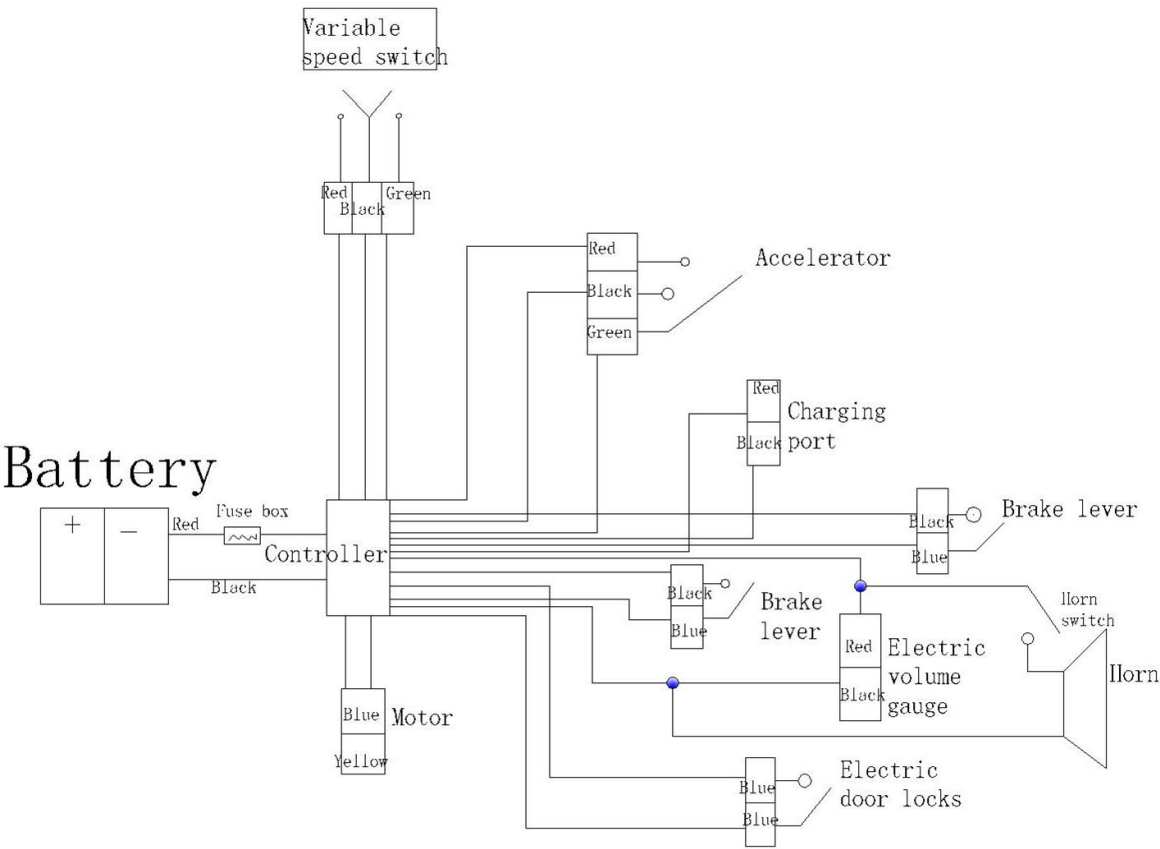 Variable
speed switch
Red
Black
Green
Red
Black
Green
Accelerator
Red
Black
Charging
port
Battery
+
−
Red
Fuse box
Black
Controller
Black
Blue
Brake lever
Black
Blue
Brake
lever
Horn
switch
Horn
Red
Black
Electric
volume
gauge
Blue
Yellow
Motor
Blue
Blue
Electric
door locks